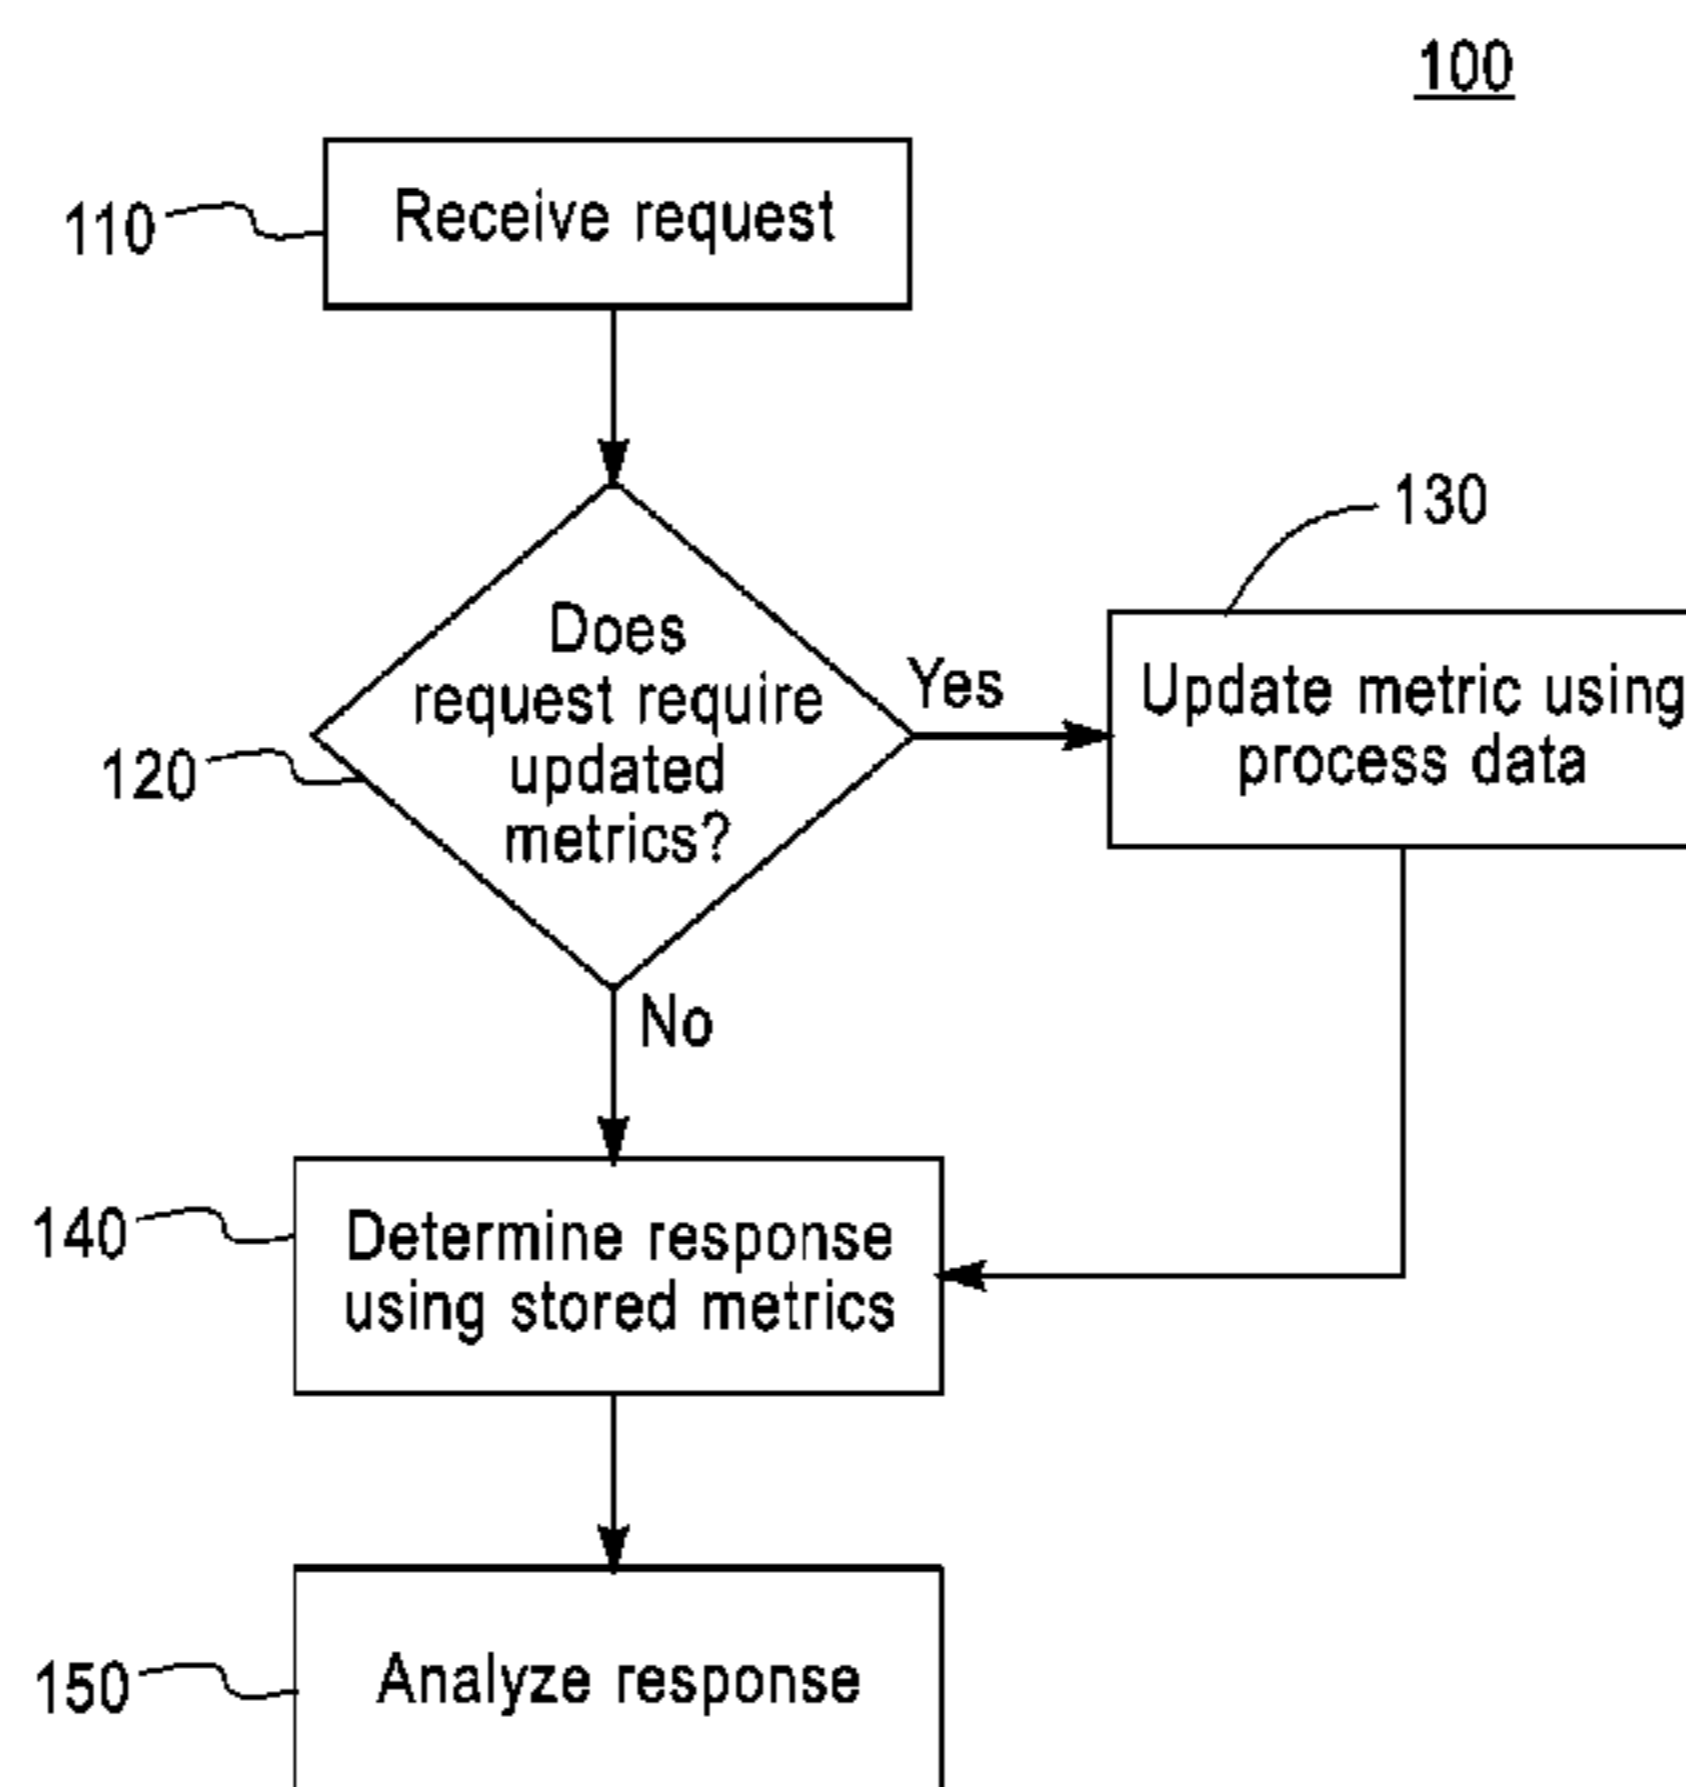 100
110
Receive request
130
Does
request require
updated
metrics?
120
Yes
Update metric using
process data
No
140
Determine response
using stored metrics
150
Analyze response